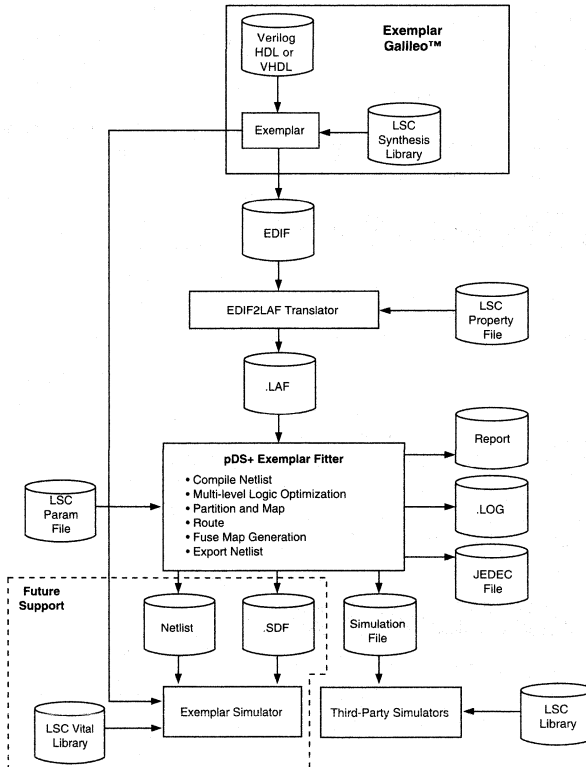 Exemplar
Galileo™
Verilog
HDL or
VHDL
Exemplar
LSC
Synthesis
Library
EDIF
EDIF2LAF Translator
LSC
Property
File
.LAF
pDS+ Exemplar Fitter
• Compile Netlist
• Multi-level Logic Optimization
• Partition and Map
• Route
• Fuse Map Generation
• Export Netlist
LSC
Param
File
Report
.LOG
JEDEC
File
Future
Support
Netlist
.SDF
Simulation
File
LSC Vital
Library
Exemplar Simulator
Third-Party Simulators
LSC
Library